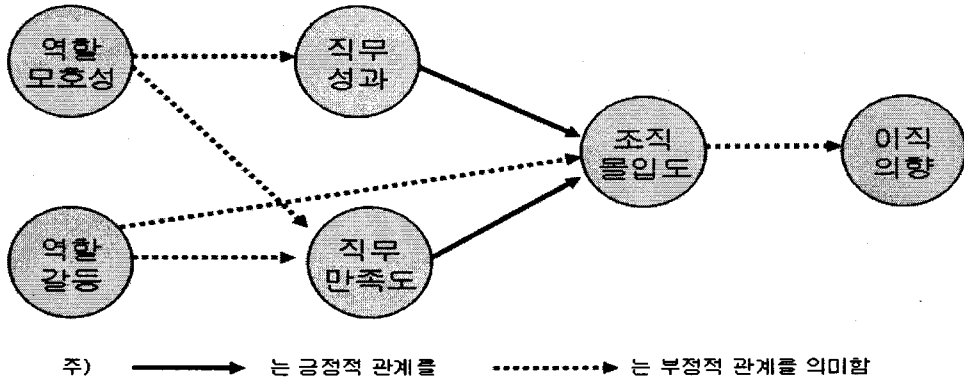 역할
모호성
직무
성과
조직
몰입도
이직
의향
역할
갈등
직무
만족도
주) 는 긍정적 관계를 는 부정적 관계를 의미함